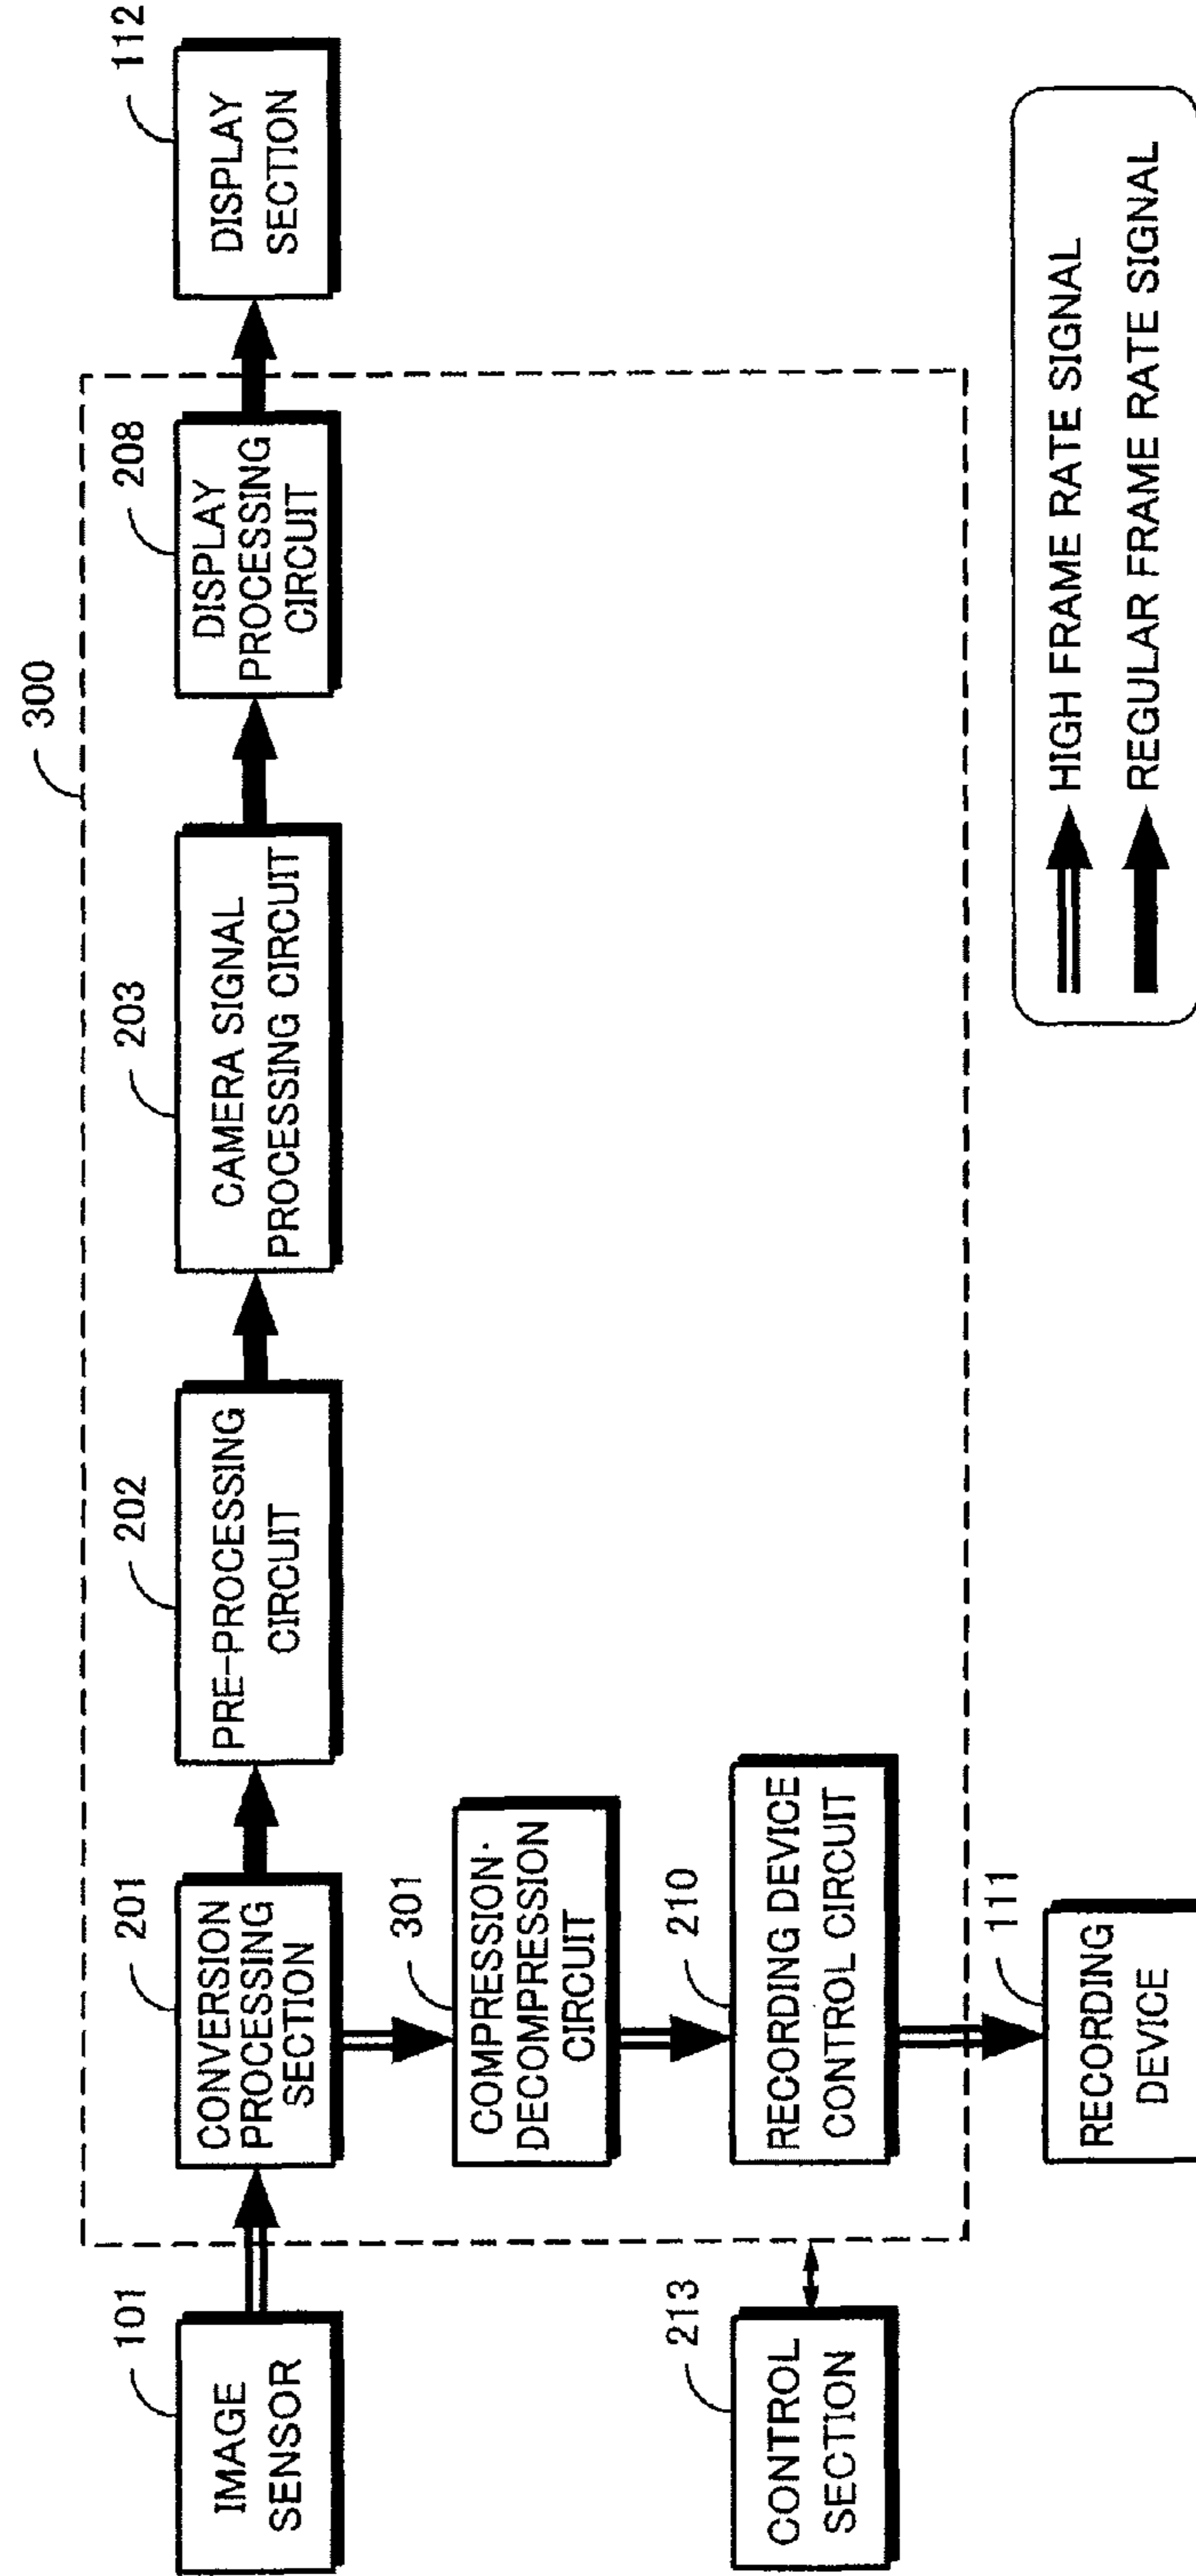 300
101
IMAGE
SENSOR
201
CONVERSION
PROCESSING
SECTION
202
PRE-PROCESSING
CIRCUIT
203
CAMERA SIGNAL
PROCESSING CIRCUIT
208
DISPLAY
PROCESSING
CIRCUIT
112
DISPLAY
SECTION
301
COMPRESSION·
DECOMPRESSION
CIRCUIT
213
CONTROL
SECTION
210
RECORDING DEVICE
CONTROL CIRCUIT
111
RECORDING
DEVICE
HIGH FRAME RATE SIGNAL
REGULAR FRAME RATE SIGNAL